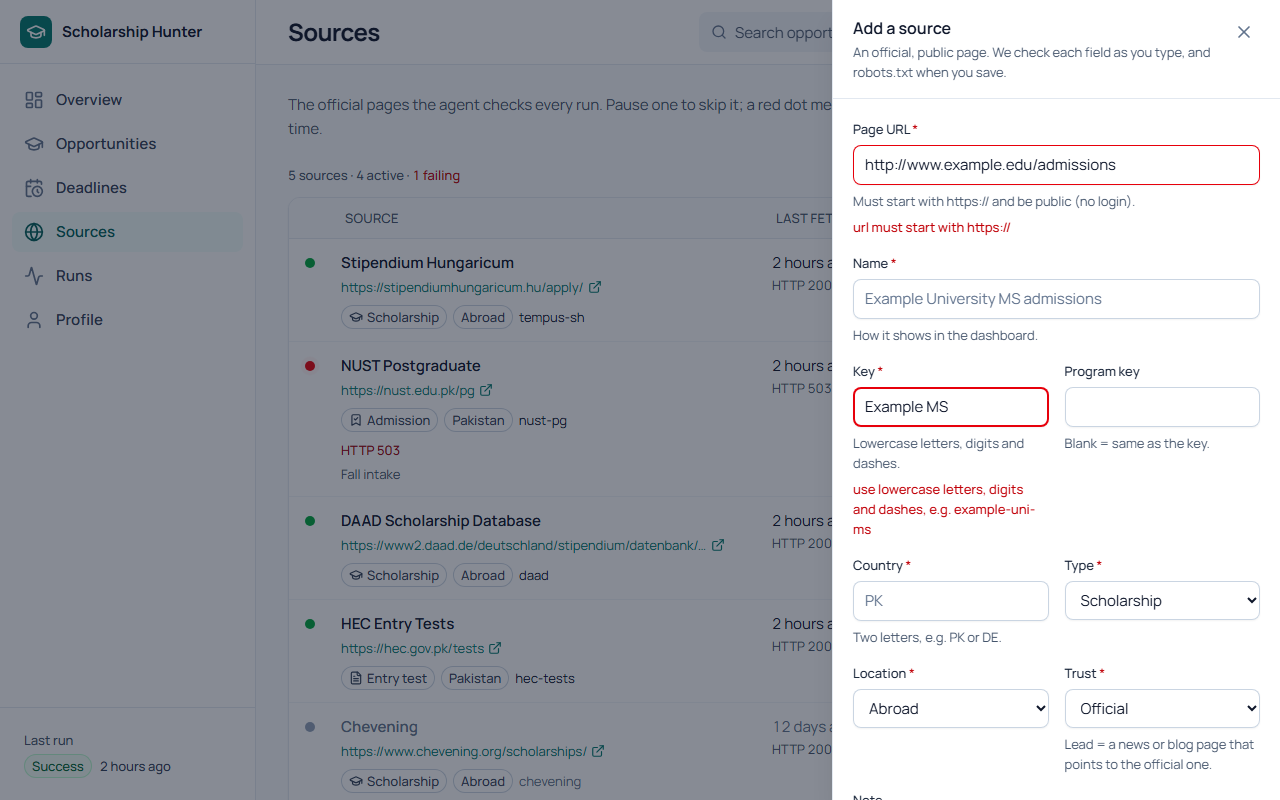 Scholarship Hunter
Overview
Opportunities
Deadlines
Sources
Runs
Profile
Last run
Success 2 hours ago
Sources
Search opport
The official pages the agent checks every run. Pause one to skip it; a red dot me
time.
5 sources · 4 active · 1 failing
SOURCE LAST FET
Stipendium Hungaricum 2 hours a
https://stipendiumhungaricum.hu/apply/ HTTP 200
Scholarship Abroad tempus-sh
NUST Postgraduate 2 hours a
https://nust.edu.pk/pg HTTP 503
Admission Pakistan nust-pg
HTTP 503
Fall intake
DAAD Scholarship Database 2 hours a
https://www2.daad.de/deutschland/stipendium/datenbank/... HTTP 200
Scholarship Abroad daad
HEC Entry Tests 2 hours a
https://hec.gov.pk/tests HTTP 200
Entry test Pakistan hec-tests
Chevening 12 days a
https://www.chevening.org/scholarships/ HTTP 200
Scholarship Abroad chevening
Add a source
An official, public page. We check each field as you type, and
robots.txt when you save.
Page URL *
http://www.example.edu/admissions
Must start with https:// and be public (no login).
url must start with https://
Name *
Example University MS admissions
How it shows in the dashboard.
Key * Program key
Example MS
Lowercase letters, digits and Blank = same as the key.
dashes.
use lowercase letters, digits
and dashes, e.g. example-uni-
ms
Country * Type *
PK Scholarship
Two letters, e.g. PK or DE.
Location * Trust *
Abroad Official
Lead = a news or blog page that
points to the official one.
Note